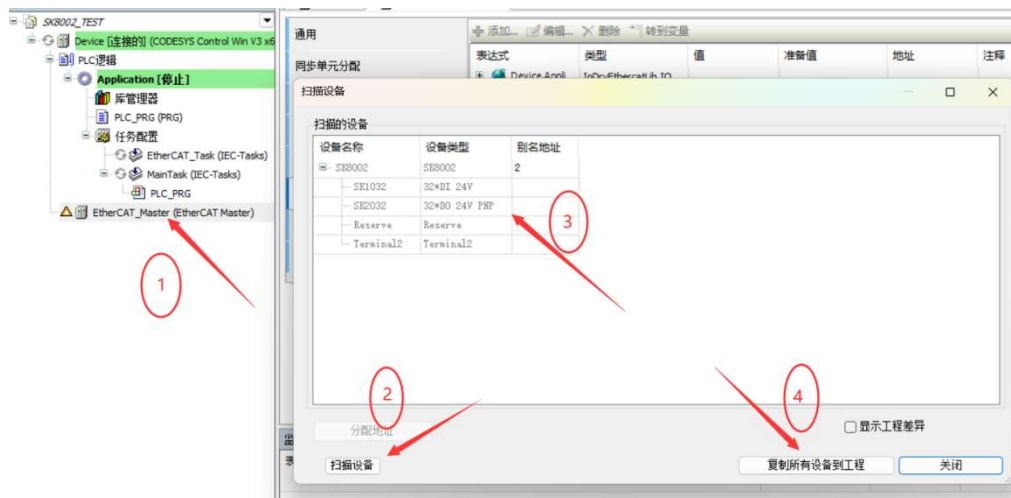 SK8002_TEST
Device [连接的] (CODESYS Control Win V3 x6
PLC逻辑
Application [停止]
库管理器
PLC_PRG (PRG)
任务配置
EtherCAT_Task (IEC-Tasks)
MainTask (IEC-Tasks)
PLC_PRG
EtherCAT_Master (EtherCAT Master)
1
通用
同步单元分配
添加... 编辑... 删除 转到变量
表达式 类型 值 准备值 地址 注释
Device.Appli... IoDrvEthercatLib.IO...
扫描设备
扫描的设备
设备名称 设备类型 别名地址
SK8002 SK8002 2
SK1032 32*DI 24V
SK2032 32*DO 24V PNP
Reserve Reserve
Terminal2 Terminal2
3
2
4
分配地址
显示工程差异
扫描设备
复制所有设备到工程
关闭